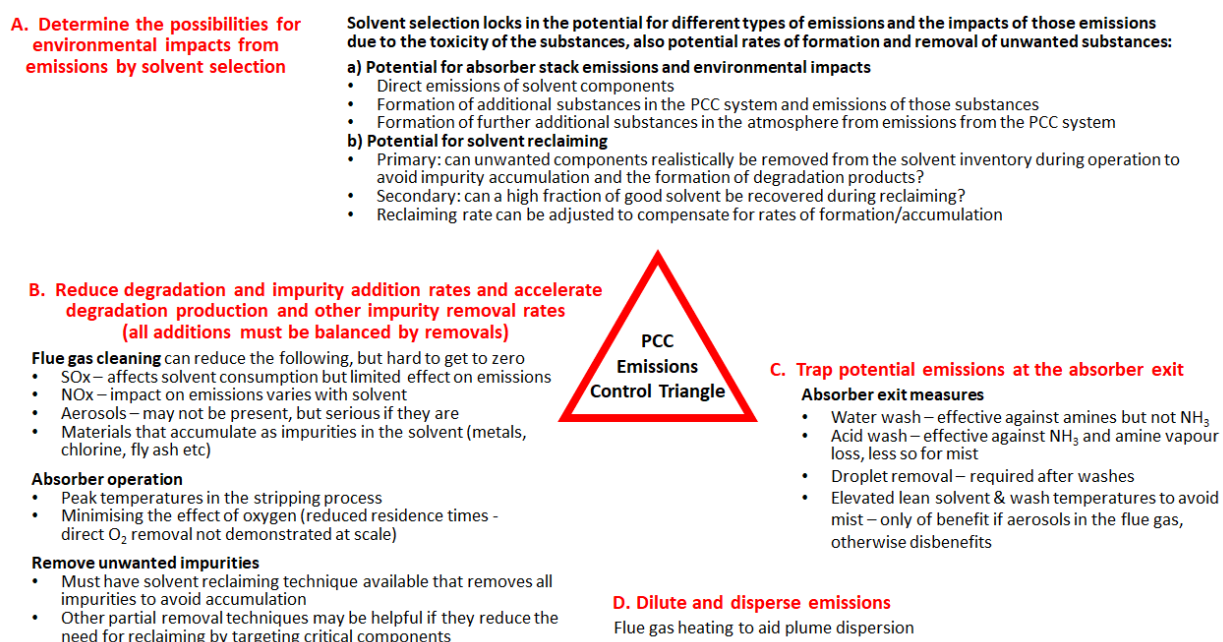 A. Determine the possibilities for
environmental impacts from
emissions by solvent selection
Solvent selection locks in the potential for different types of emissions and the impacts of those emissions
due to the toxicity of the substances, also potential rates of formation and removal of unwanted substances:
a) Potential for absorber stack emissions and environmental impacts
• Direct emissions of solvent components
• Formation of additional substances in the PCC system and emissions of those substances
• Formation of further additional substances in the atmosphere from emissions from the PCC system
b) Potential for solvent reclaiming
• Primary: can unwanted components realistically be removed from the solvent inventory during operation to
avoid impurity accumulation and the formation of degradation products?
• Secondary: can a high fraction of good solvent be recovered during reclaiming?
• Reclaiming rate can be adjusted to compensate for rates of formation/accumulation
B. Reduce degradation and impurity addition rates and accelerate
degradation production and other impurity removal rates
(all additions must be balanced by removals)
Flue gas cleaning can reduce the following, but hard to get to zero
• SOx – affects solvent consumption but limited effect on emissions
• NOx – impact on emissions varies with solvent
• Aerosols – may not be present, but serious if they are
• Materials that accumulate as impurities in the solvent (metals,
chlorine, fly ash etc)
Absorber operation
• Peak temperatures in the stripping process
• Minimising the effect of oxygen (reduced residence times -
direct O₂ removal not demonstrated at scale)
Remove unwanted impurities
• Must have solvent reclaiming technique available that removes all
impurities to avoid accumulation
• Other partial removal techniques may be helpful if they reduce the
need for reclaiming by targeting critical components
PCC
Emissions
Control Triangle
C. Trap potential emissions at the absorber exit
Absorber exit measures
• Water wash – effective against amines but not NH₃
• Acid wash – effective against NH₃ and amine vapour
loss, less so for mist
• Droplet removal – required after washes
• Elevated lean solvent & wash temperatures to avoid
mist – only of benefit if aerosols in the flue gas,
otherwise disbenefits
D. Dilute and disperse emissions
Flue gas heating to aid plume dispersion